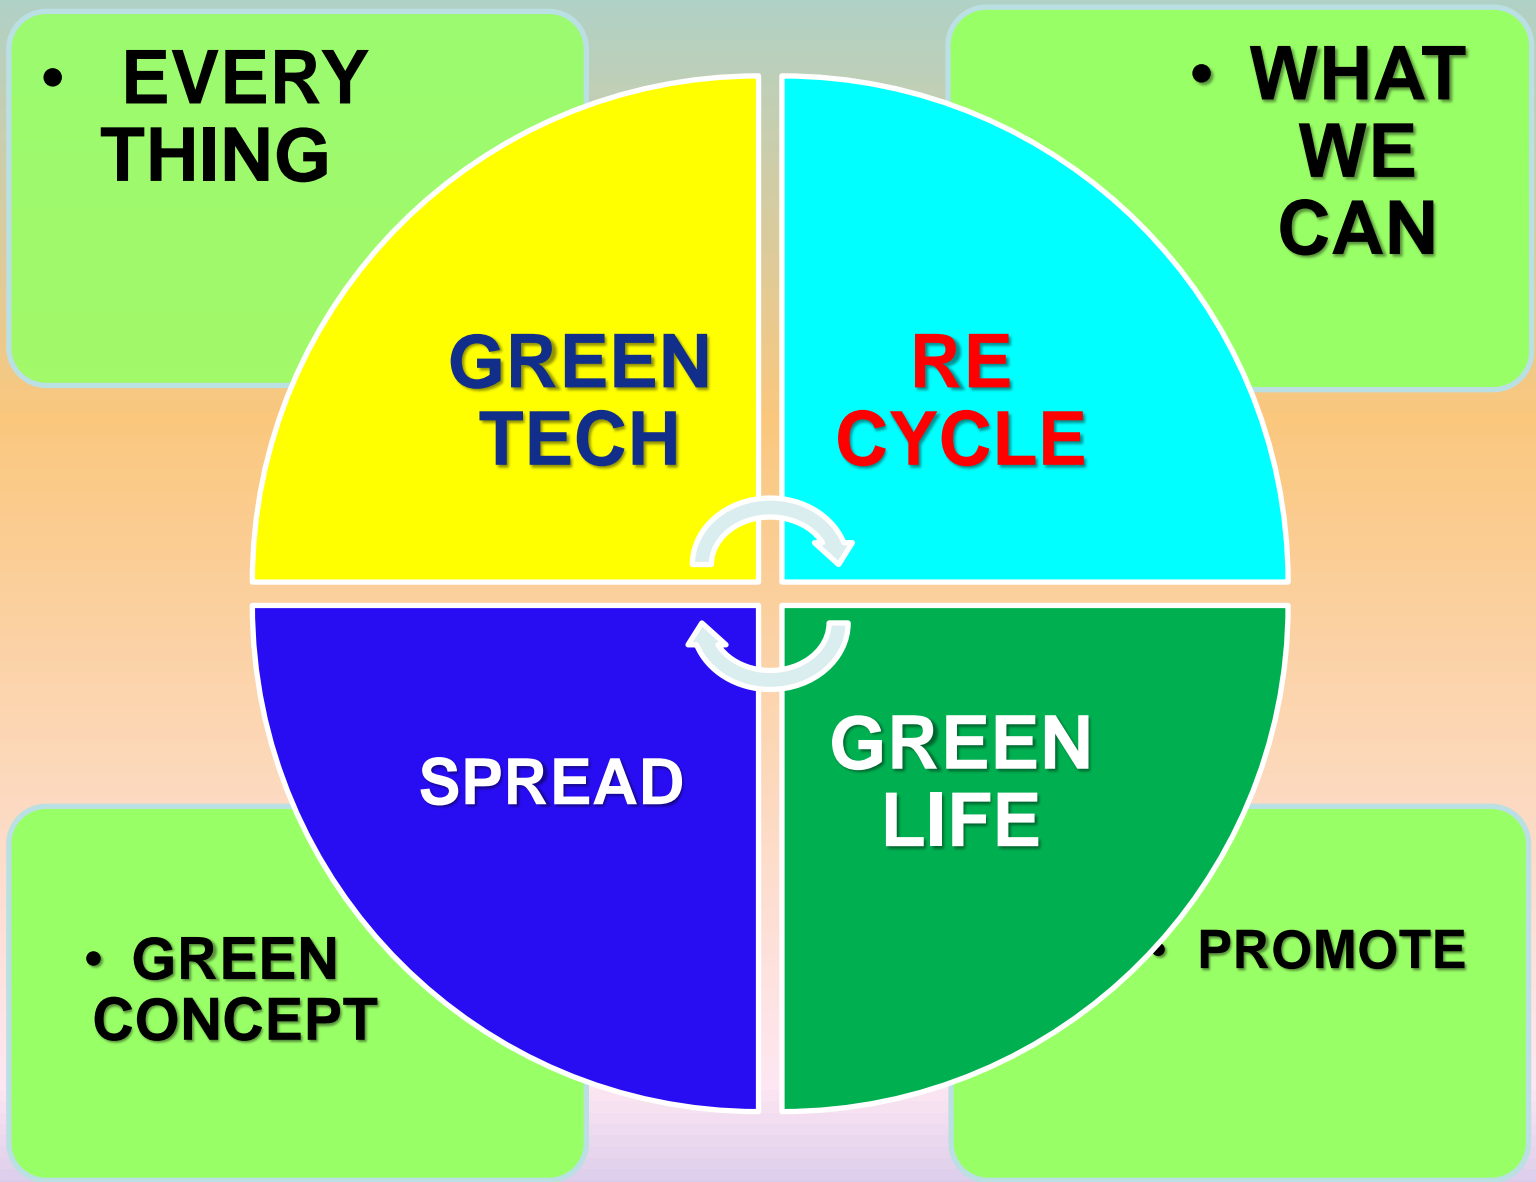 • EVERY
THING
• WHAT
WE
CAN
GREEN
TECH
RE
CYCLE
SPREAD
GREEN
LIFE
• GREEN
CONCEPT
• PROMOTE